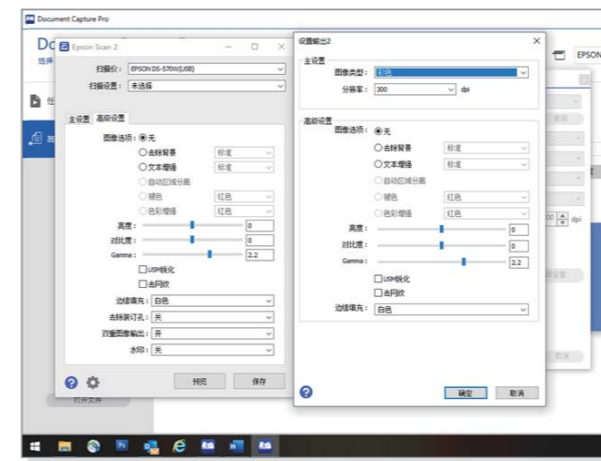 Document Capture Pro
Epson Scan 2
扫描仪: EPSON DS-570W(USB)
扫描设置: 未选择
主设置 高级设置
图像选项: 无
去除背景 标准
文本增强 标准
自动区域分离
褪色 红色
色彩增强 红色
亮度: 0
对比度: 0
Gamma: 2.2
USM锐化
去网纹
边缘填充: 白色
去除装订孔: 关
双重图像输出: 开
水印: 关
预览 保存
打开文件
设置输出2
主设置
图像类型: 彩色
分辨率: 300 dpi
高级设置
图像选项: 无
去除背景 标准
文本增强 标准
自动区域分离
褪色 红色
色彩增强 红色
亮度: 0
对比度: 0
Gamma: 2.2
USM锐化
去网纹
边缘填充: 白色
确定 取消
EPSON
删除
dpi
取消